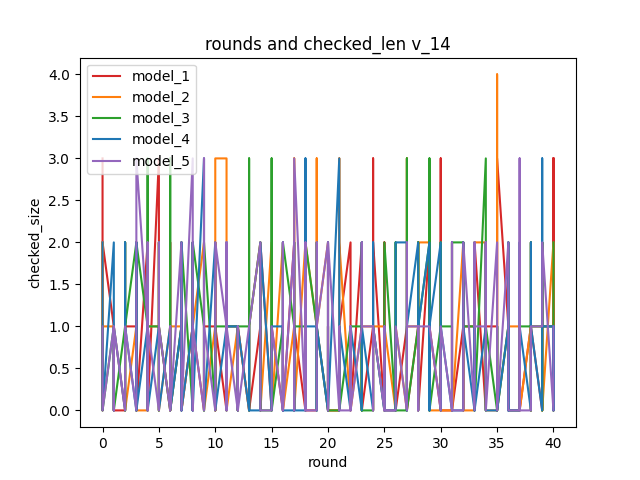 rounds and checked_len v_14
model_1
model_2
model_3
model_4
model_5
checked_size
4.0
3.5
3.0
2.5
2.0
1.5
1.0
0.5
0.0
0 5 10 15 20 25 30 35 40
round